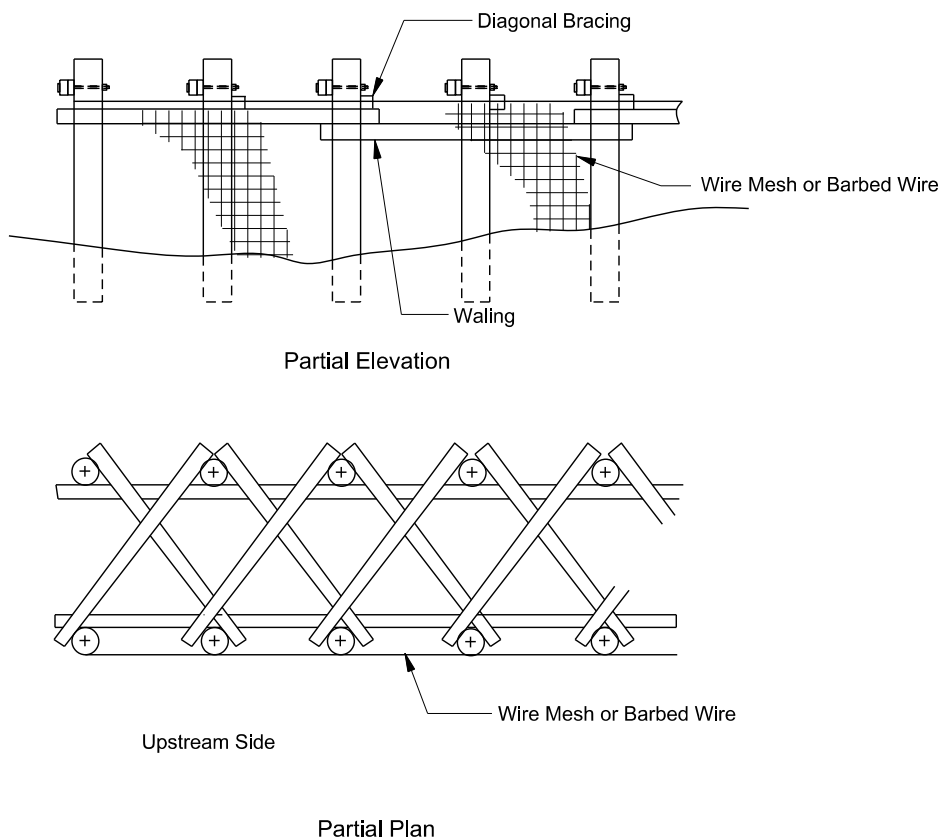 Diagonal Bracing
Wire Mesh or Barbed Wire
Waling
Partial Elevation
Wire Mesh or Barbed Wire
Upstream Side
Partial Plan